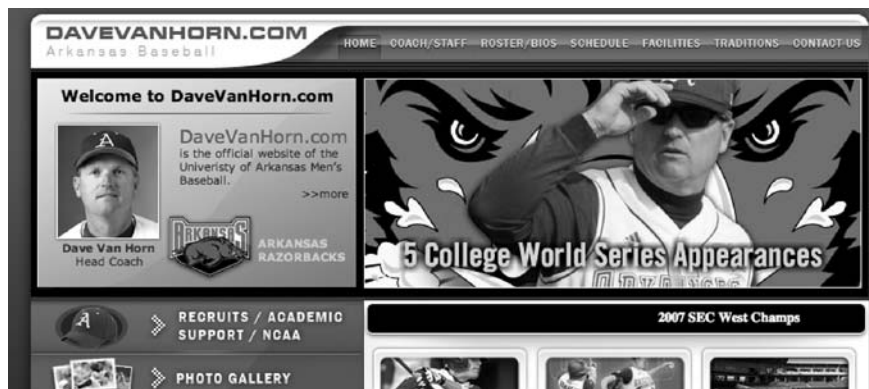 DAVEVANHORN.COM
Arkansas Baseball
HOME COACH/STAFF ROSTER/BIOS SCHEDULE FACILITIES TRADITIONS CONTACT US
Welcome to DaveVanHorn.com
DaveVanHorn.com
is the official website of the
Univeristy of Arkansas Men's
Baseball.
>>more
Dave Van Horn
Head Coach
ARKANSAS
ARKANSAS
RAZORBACKS
5 College World Series Appearances
RECRUITS / ACADEMIC
SUPPORT / NCAA
PHOTO GALLERY
2007 SEC West Champs